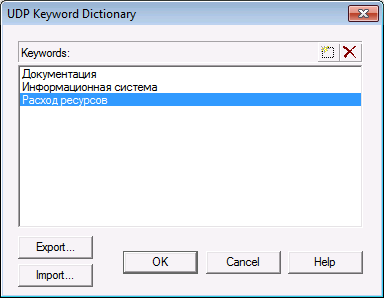 UDP Keyword Dictionary
Keywords:
Документация
Информационная система
Расход ресурсов
Export...
Import...
OK
Cancel
Help